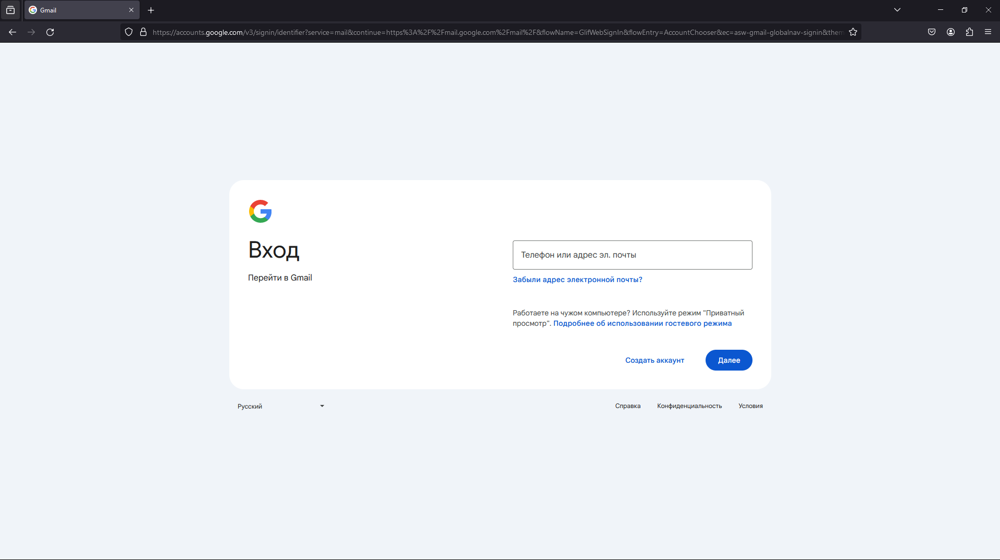 Gmail
https://accounts.google.com/v3/signin/identifier?service=mail&continue=https%3A%2F%2Fmail.google.com%2Fmail%2F&flowName=GlifWebSignIn&flowEntry=AccountChooser&ec=asw-gmail-globalnav-signin&them
Вход
Перейти в Gmail
Телефон или адрес эл. почты
Забыли адрес электронной почты?
Работаете на чужом компьютере? Используйте режим "Приватный
просмотр". Подробнее об использовании гостевого режима
Создать аккаунт
Далее
Русский
Справка
Конфиденциальность
Условия